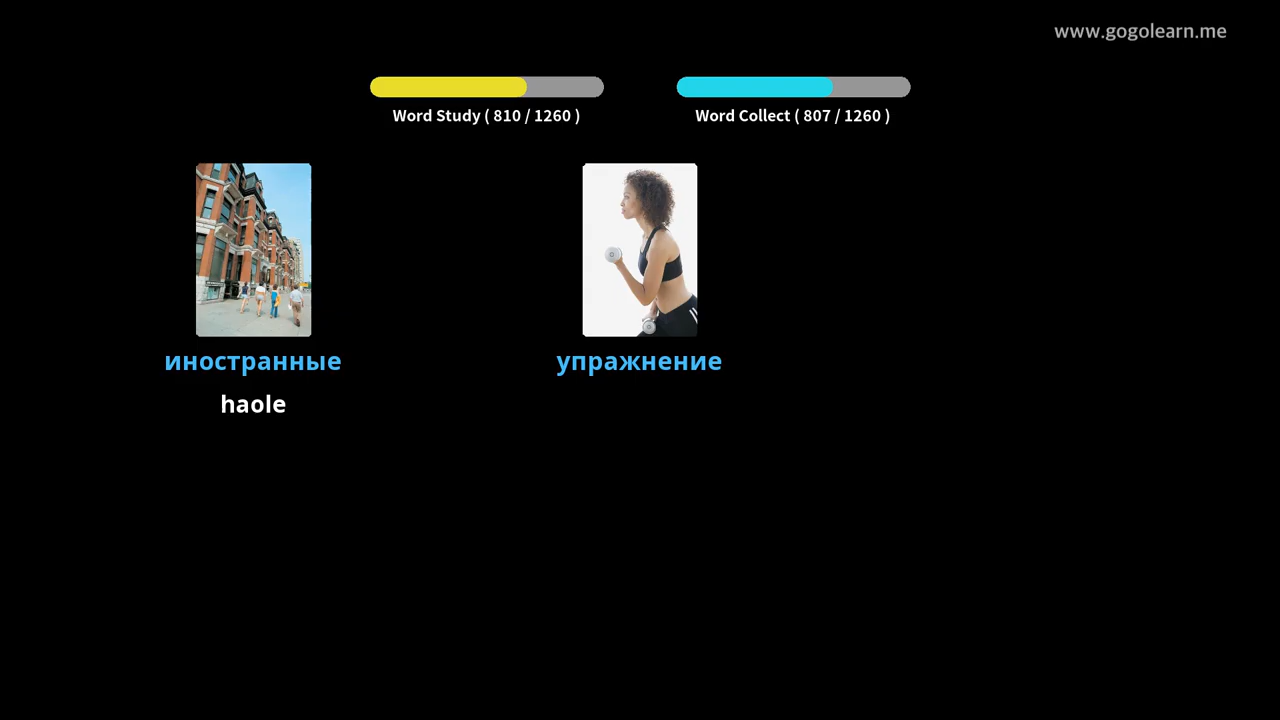 www.gogolearn.me
Word Study ( 810 / 1260 )
Word Collect ( 807 / 1260 )
иностранные
упражнение
haole